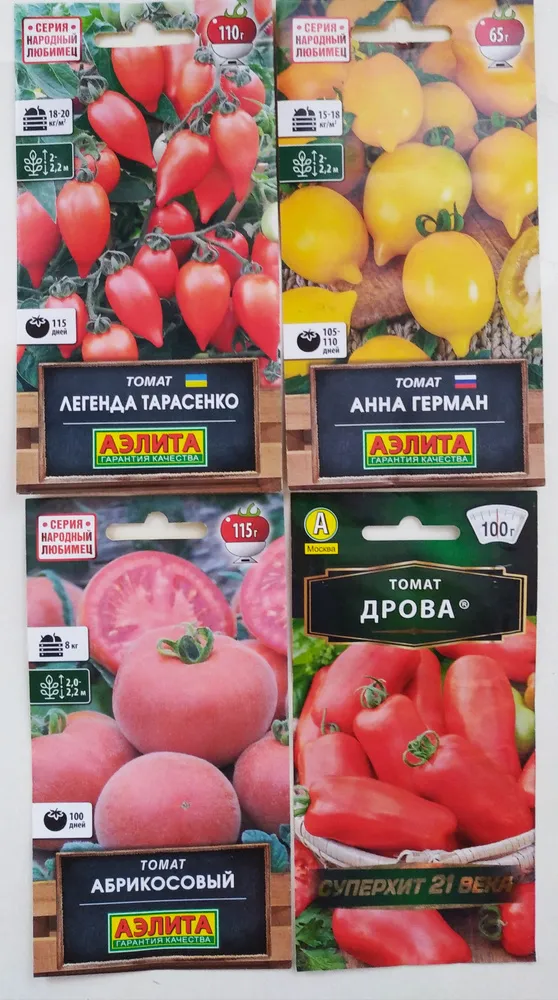 СЕРИЯ
НАРОДНЫЙ
ЛЮБИМЕЦ
110г
18-20
кг/м²
2-
2,2 м
115
дней
ТОМАТ
ЛЕГЕНДА ТАРАСЕНКО
АЭЛИТА
ГАРАНТИЯ КАЧЕСТВА
СЕРИЯ
НАРОДНЫЙ
ЛЮБИМЕЦ
65г
15-18
кг/м²
2-
2,2 м
105-
110
дней
ТОМАТ
АННА ГЕРМАН
АЭЛИТА
ГАРАНТИЯ КАЧЕСТВА
СЕРИЯ
НАРОДНЫЙ
ЛЮБИМЕЦ
115г
8 кг
2,0-
2,2 м
100
дней
ТОМАТ
АБРИКОСОВЫЙ
АЭЛИТА
ГАРАНТИЯ КАЧЕСТВА
А
Москва
100г
ТОМАТ
ДРОВА®
СУПЕРХИТ 21 ВЕКА